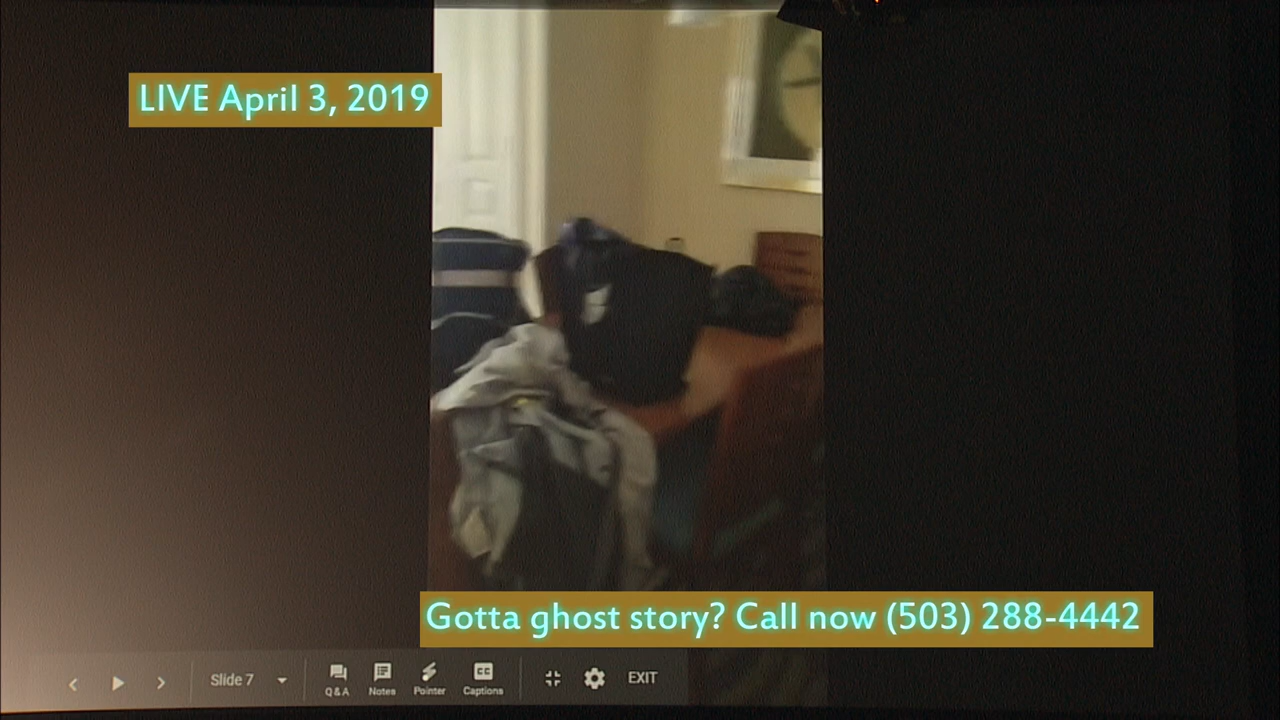 LIVE April 3, 2019
Gotta ghost story? Call now (503) 288-4442
Slide 7
Q&A Notes Pointer Captions
EXIT